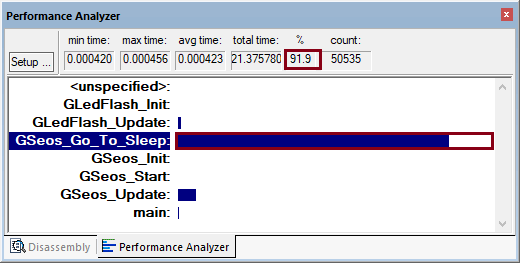 Performance Analyzer
min time: max time: avg time: total time: % count:
Setup ... 0.000420 0.000456 0.000423 21.375780 91.9 50535
<unspecified>:
GLedFlash_Init:
GLedFlash_Update:
GSeos_Go_To_Sleep:
GSeos_Init:
GSeos_Start:
GSeos_Update:
main:
Disassembly Performance Analyzer